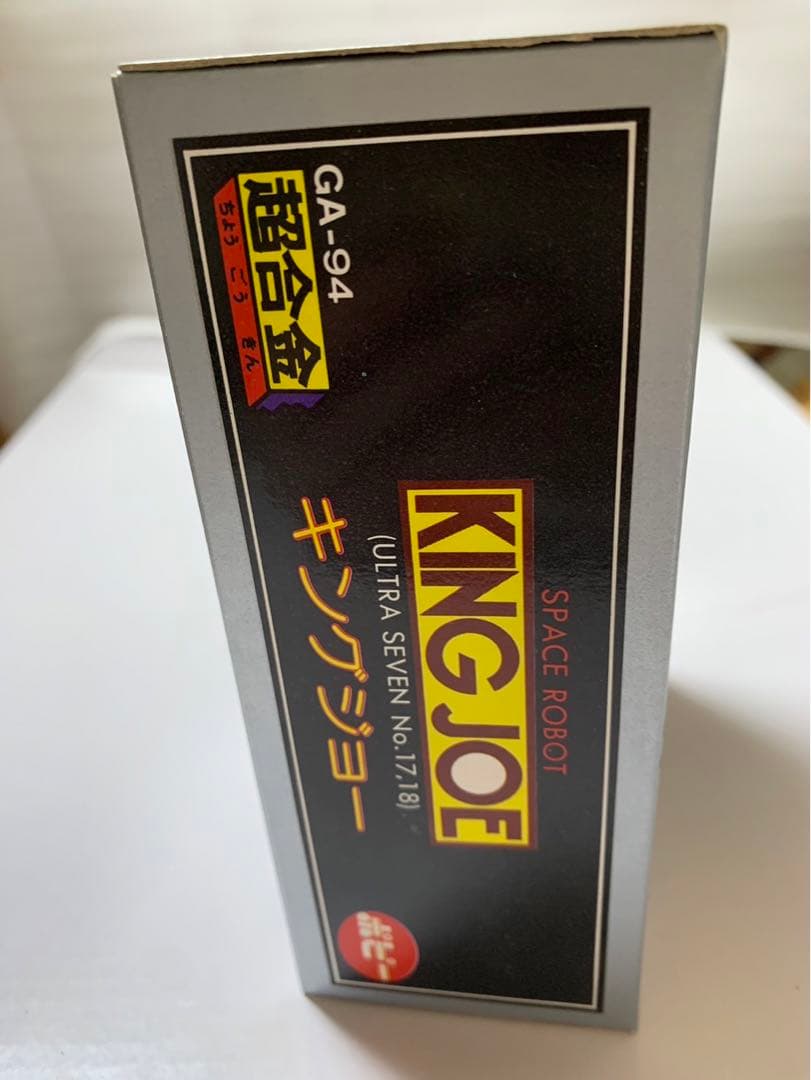 GA-94
超合金
ちょう ごう きん
SPACE ROBOT
KING JOE
(ULTRA SEVEN No.17,18)
キングジョー
ポピー